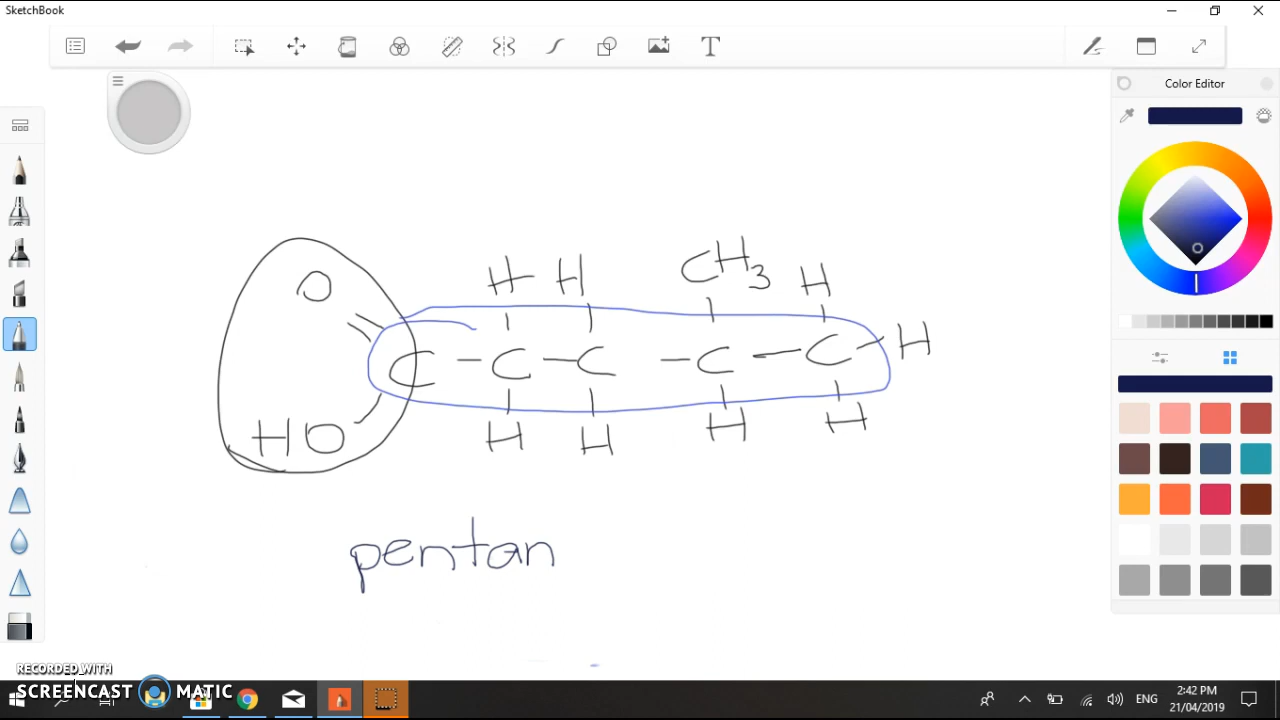 SketchBook
Color Editor
H H CH3 H
O
C - C - C - C - C - H
HO H H H H
pentan
RECORDED WITH
SCREENCAST MATIC
ENG
2:42 PM
21/04/2019